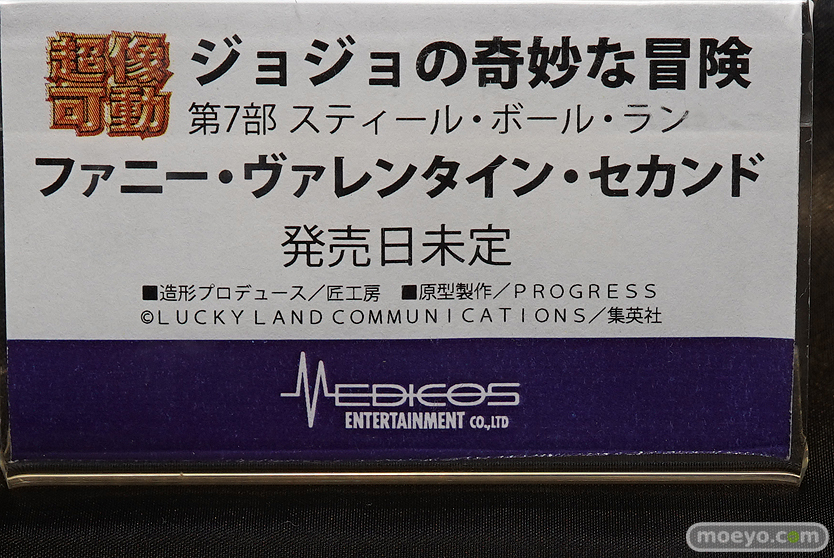 超像可動
ジョジョの奇妙な冒険
第7部 スティール・ボール・ラン
ファニー・ヴァレンタイン・セカンド
発売日未定
■造形プロデュース／匠工房 ■原型製作／PROGRESS
©LUCKY LAND COMMUNICATIONS／集英社
MEDICOS
ENTERTAINMENT CO.,LTD
moeyo.com